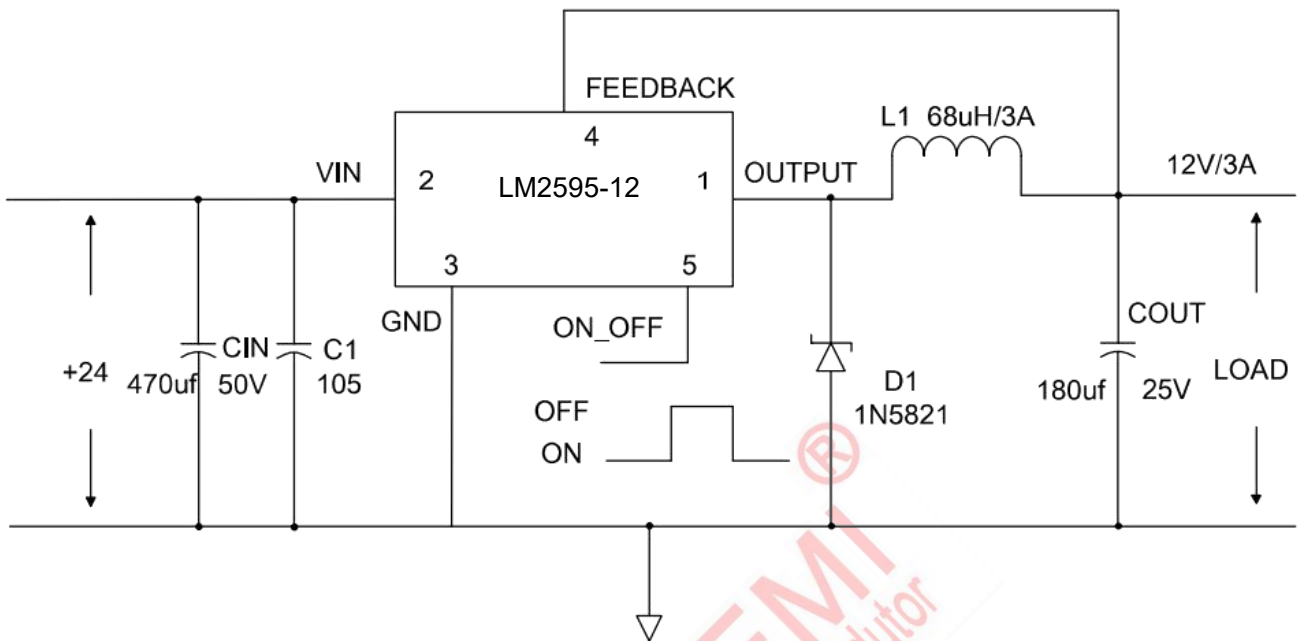 FEEDBACK
4
L1 68uH/3A
VIN
2
LM2595-12
1
OUTPUT
12V/3A
3
5
GND
ON_OFF
COUT
CIN
C1
+24
470uf
50V
105
D1
1N5821
180uf
25V
LOAD
OFF
ON
®